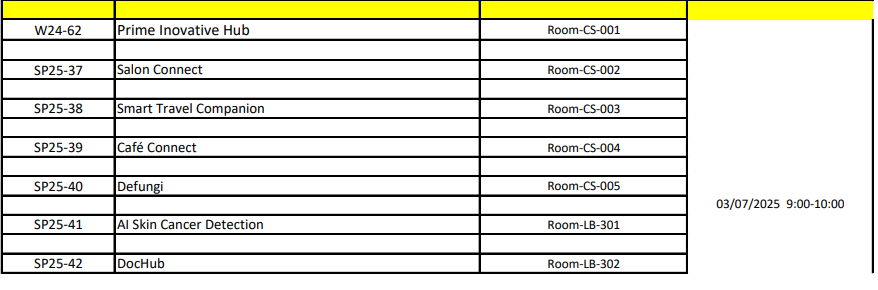 W24-62 Prime Inovative Hub Room-CS-001
SP25-37 Salon Connect Room-CS-002
SP25-38 Smart Travel Companion Room-CS-003
SP25-39 Café Connect Room-CS-004
SP25-40 Defungi Room-CS-005
03/07/2025 9:00-10:00
SP25-41 AI Skin Cancer Detection Room-LB-301
SP25-42 DocHub Room-LB-302